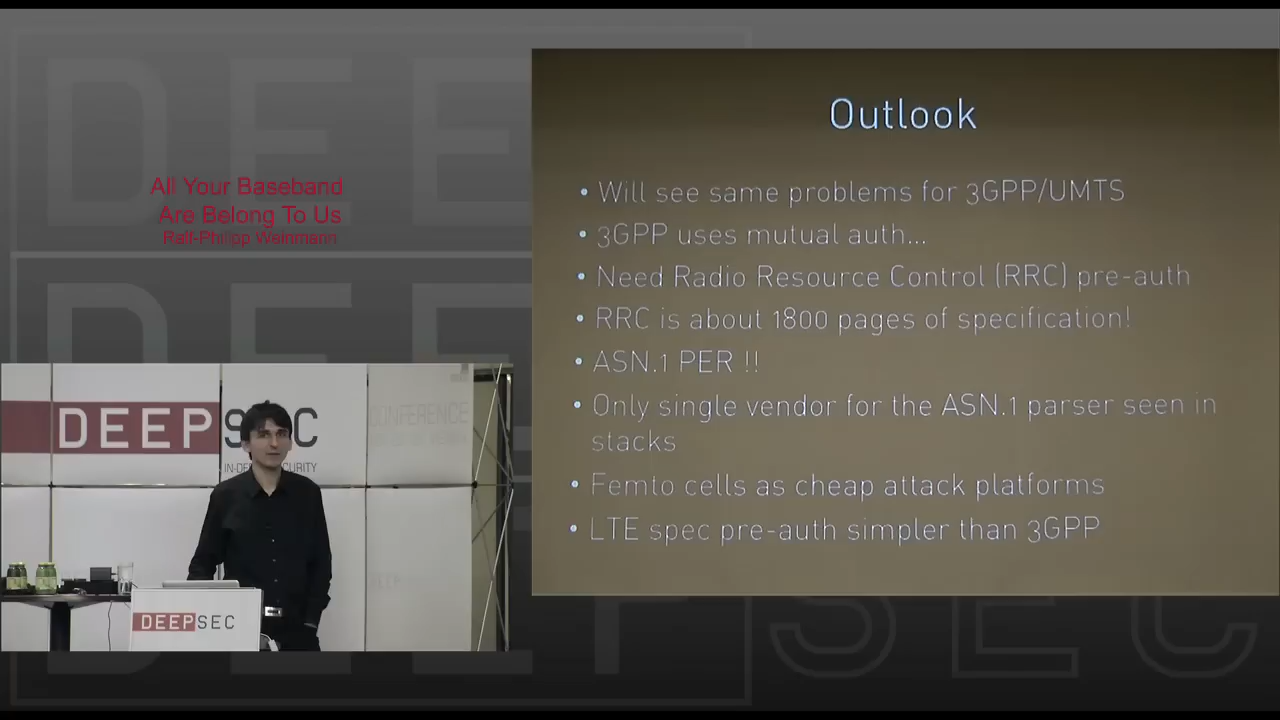 DEEPSEC
All Your Baseband
Are Belong To Us
Ralf-Philipp Weinmann
Outlook
• Will see same problems for 3GPP/UMTS
• 3GPP uses mutual auth...
• Need Radio Resource Control (RRC) pre-auth
• RRC is about 1800 pages of specification!
• ASN.1 PER !!
• Only single vendor for the ASN.1 parser seen in
stacks
• Femto cells as cheap attack platforms
• LTE spec pre-auth simpler than 3GPP
DEEPSEC
CONFERENCE
IN-DEPTH SECURITY
DEEPSEC